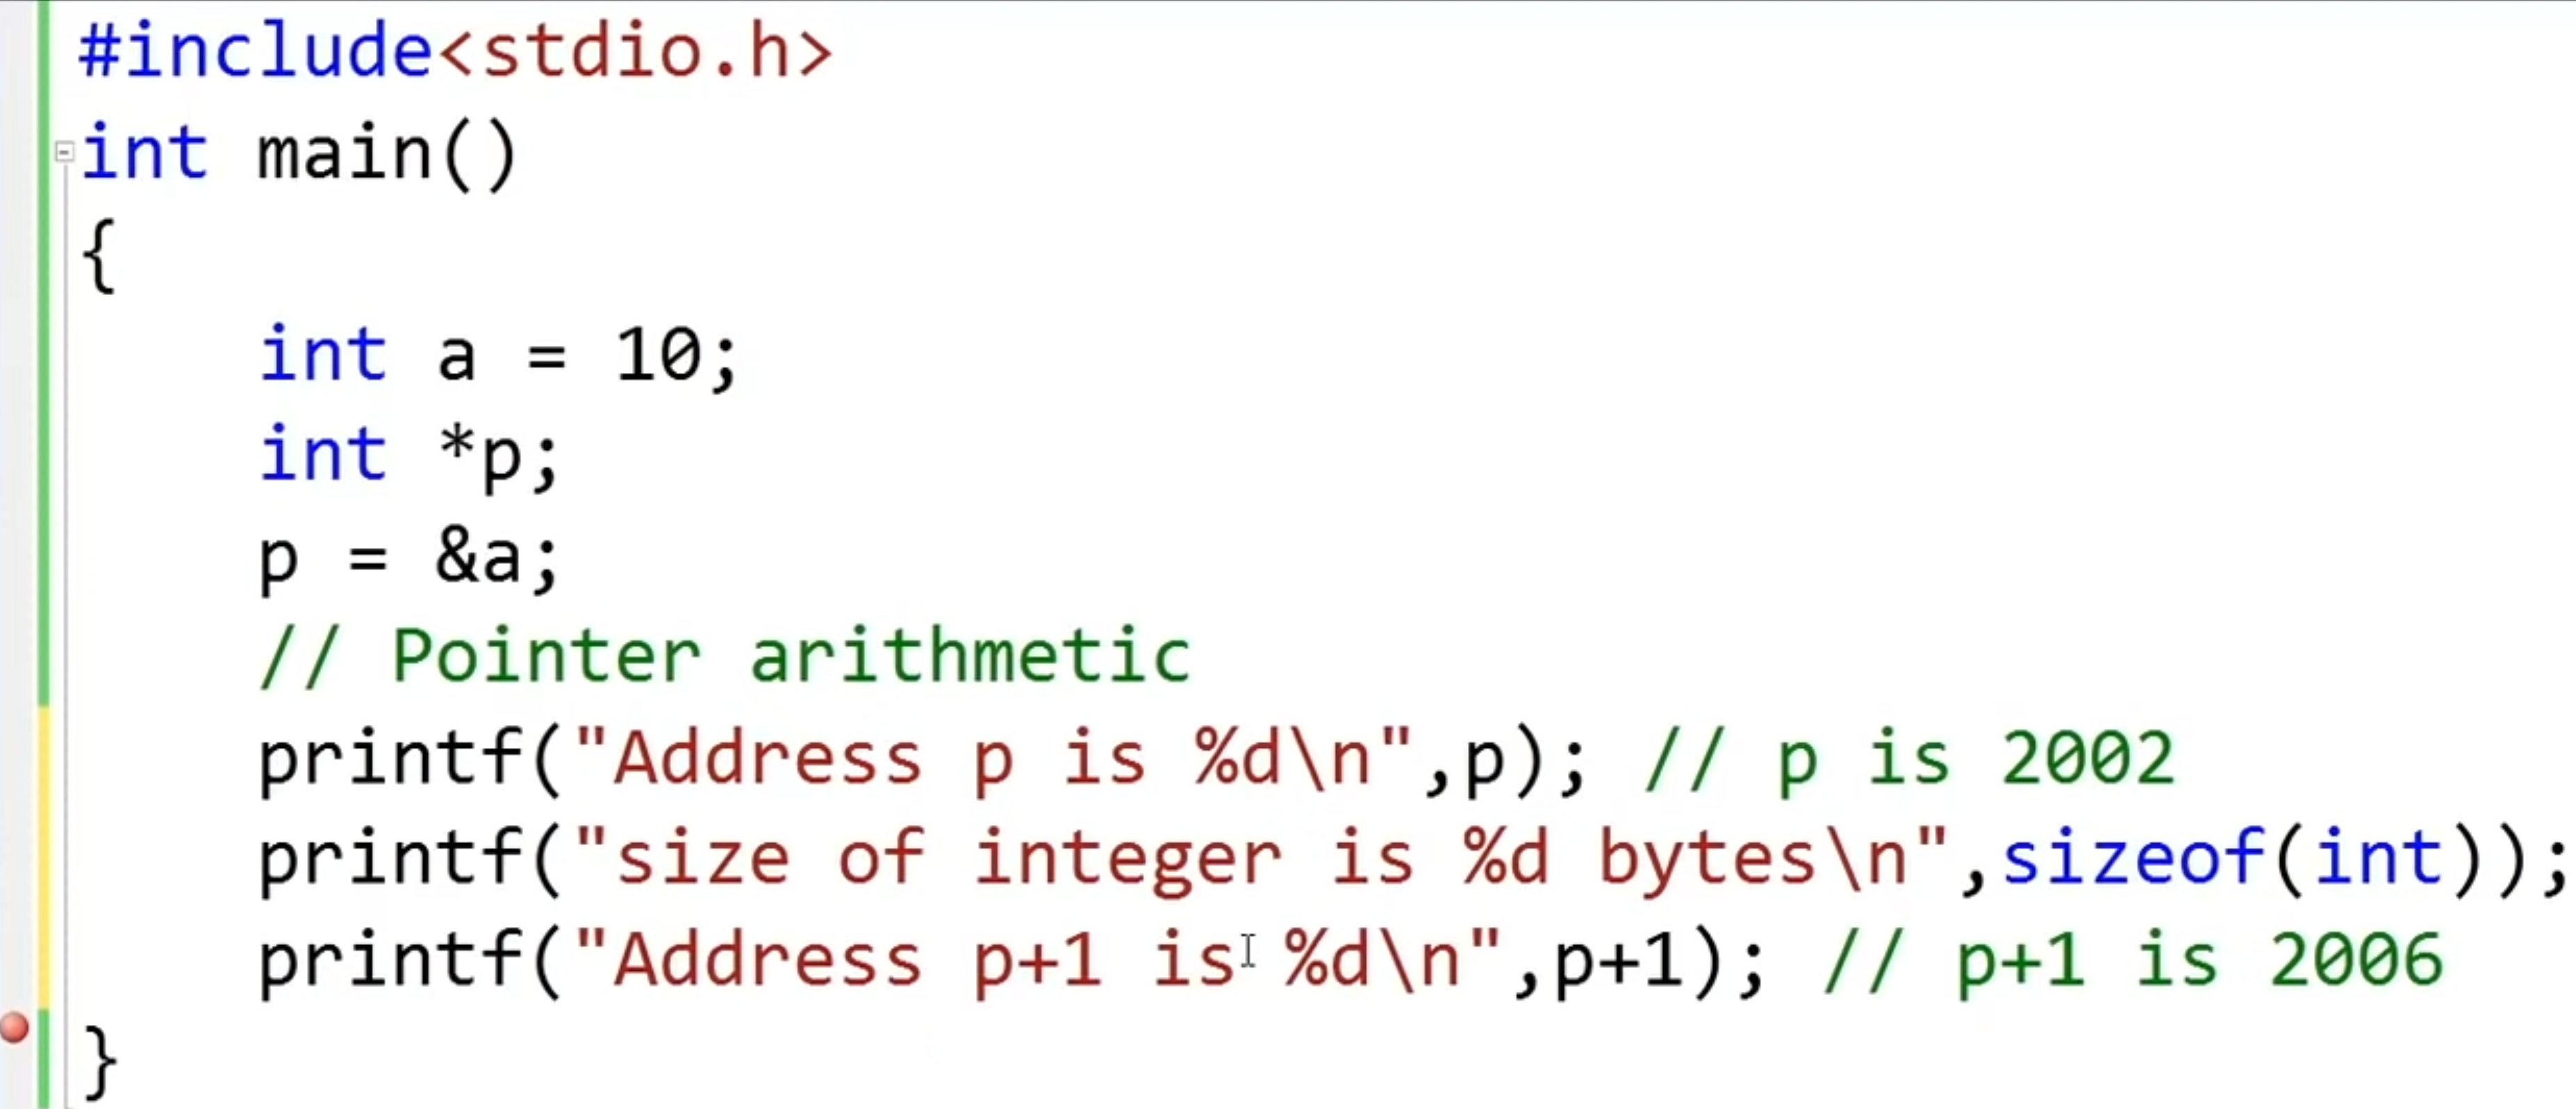 #include<stdio.h>
int main()
{
    int a = 10;
    int *p;
    p = &a;
    // Pointer arithmetic
    printf("Address p is %d\n",p); // p is 2002
    printf("size of integer is %d bytes\n",sizeof(int));
    printf("Address p+1 is %d\n",p+1); // p+1 is 2006
}